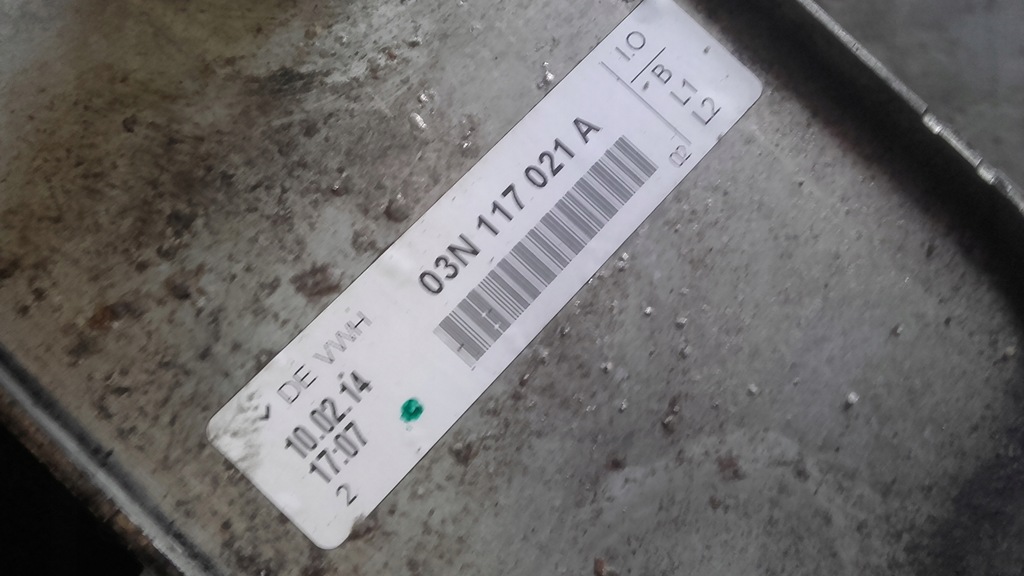 03N 117 021 A
DE VWH
10.02.14
17:07
2
IO
B
L1
L2
02